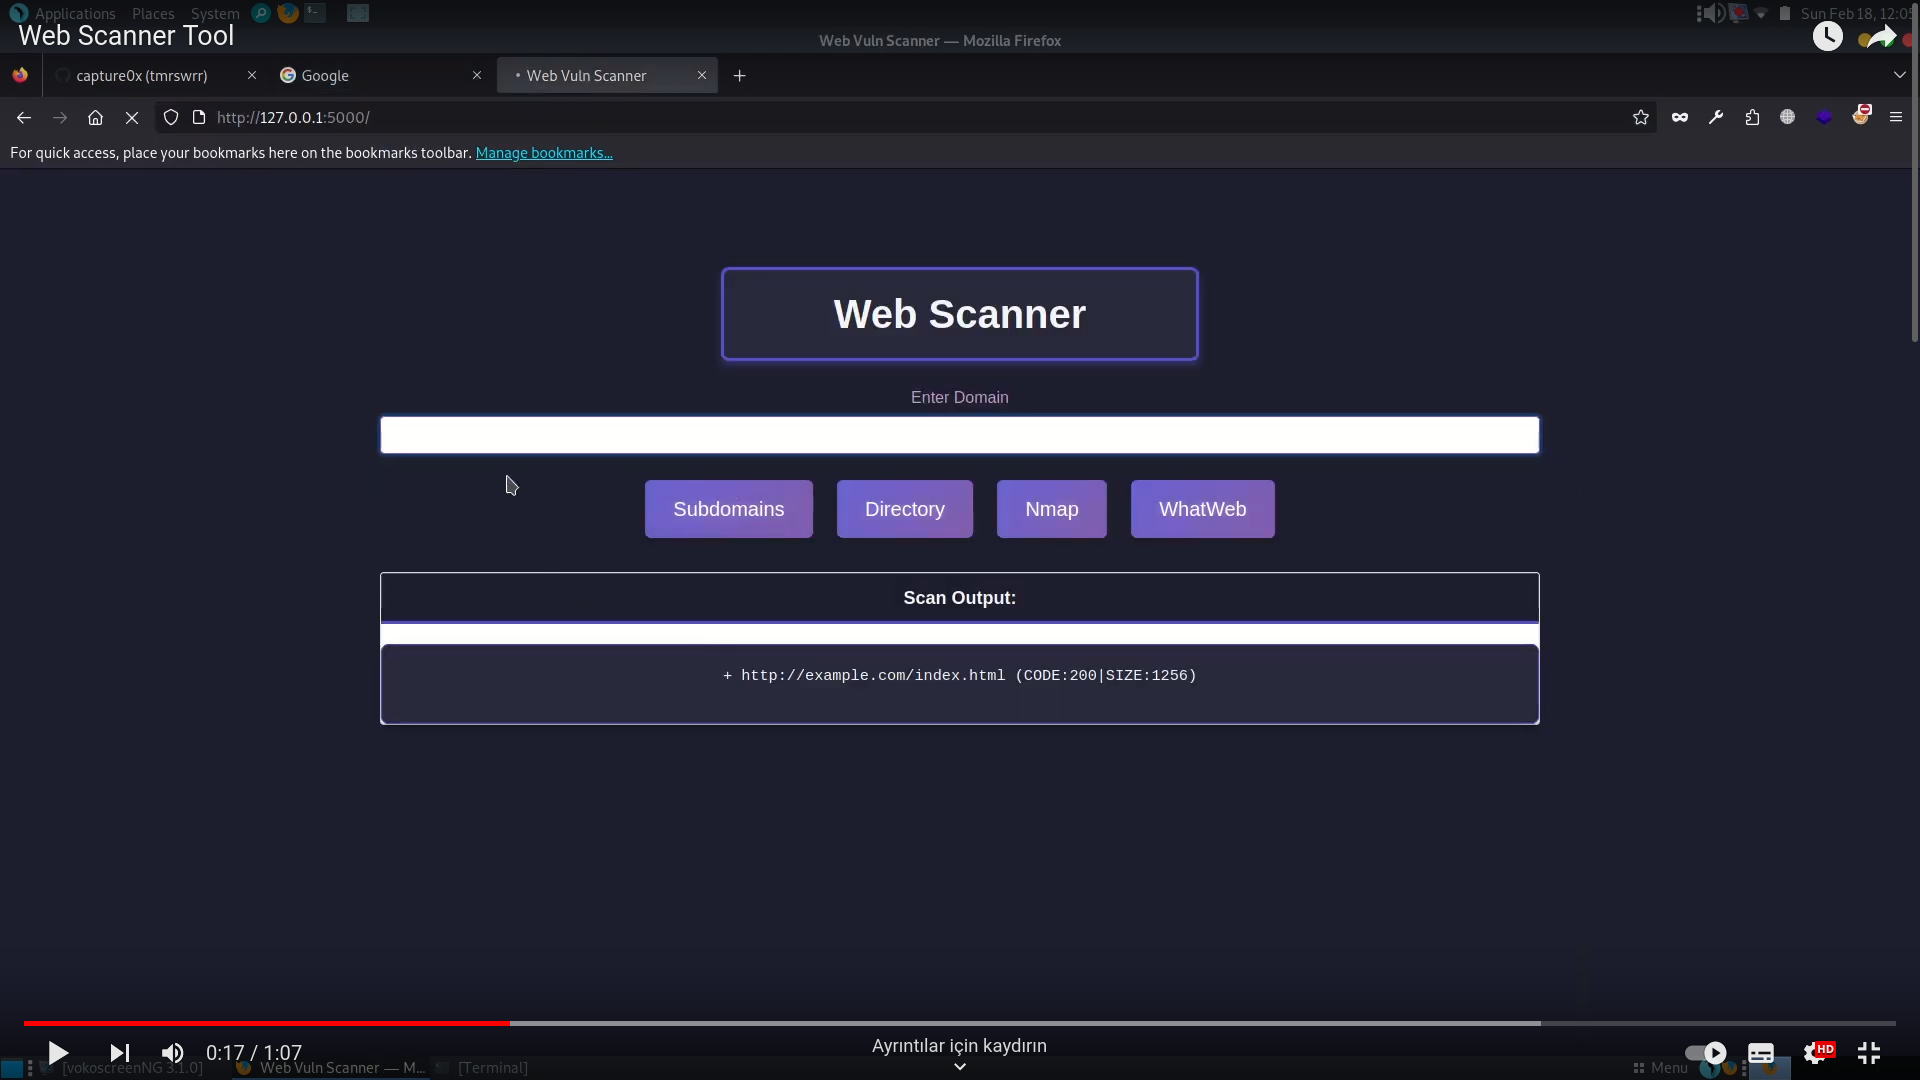 Applications Places System
Sun Feb 18, 12:05
Web Scanner Tool
Web Vuln Scanner — Mozilla Firefox
capture0x (tmrswrr)
Google
Web Vuln Scanner
http://127.0.0.1:5000/
For quick access, place your bookmarks here on the bookmarks toolbar. Manage bookmarks...
Web Scanner
Enter Domain
Subdomains
Directory
Nmap
WhatWeb
Scan Output:
+ http://example.com/index.html (CODE:200|SIZE:1256)
0:17 / 1:07
Ayrıntılar için kaydırın
HD
[vokoscreenNG 3.1.0]
Web Vuln Scanner — M...
[Terminal]
Menu